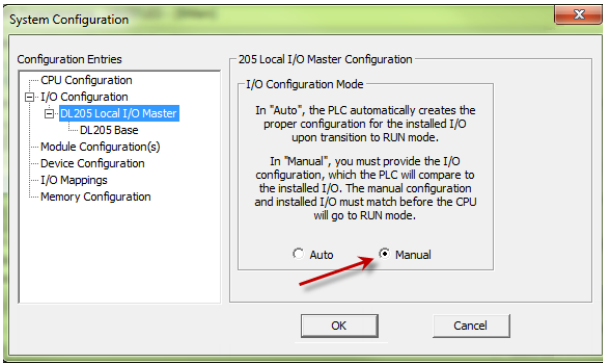 System Configuration
Configuration Entries
CPU Configuration
I/O Configuration
DL205 Local I/O Master
DL205 Base
Module Configuration(s)
Device Configuration
I/O Mappings
Memory Configuration
205 Local I/O Master Configuration
I/O Configuration Mode
In "Auto", the PLC automatically creates the
proper configuration for the installed I/O
upon transition to RUN mode.
In "Manual", you must provide the I/O
configuration, which the PLC will compare to
the installed I/O. The manual configuration
and installed I/O must match before the CPU
will go to RUN mode.
Auto
Manual
OK
Cancel